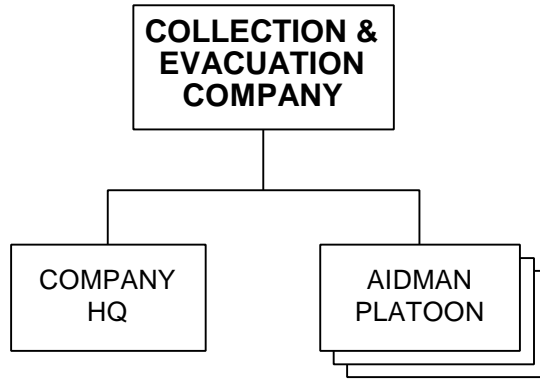 COLLECTION &
EVACUATION
COMPANY
COMPANY
HQ
AIDMAN
PLATOON